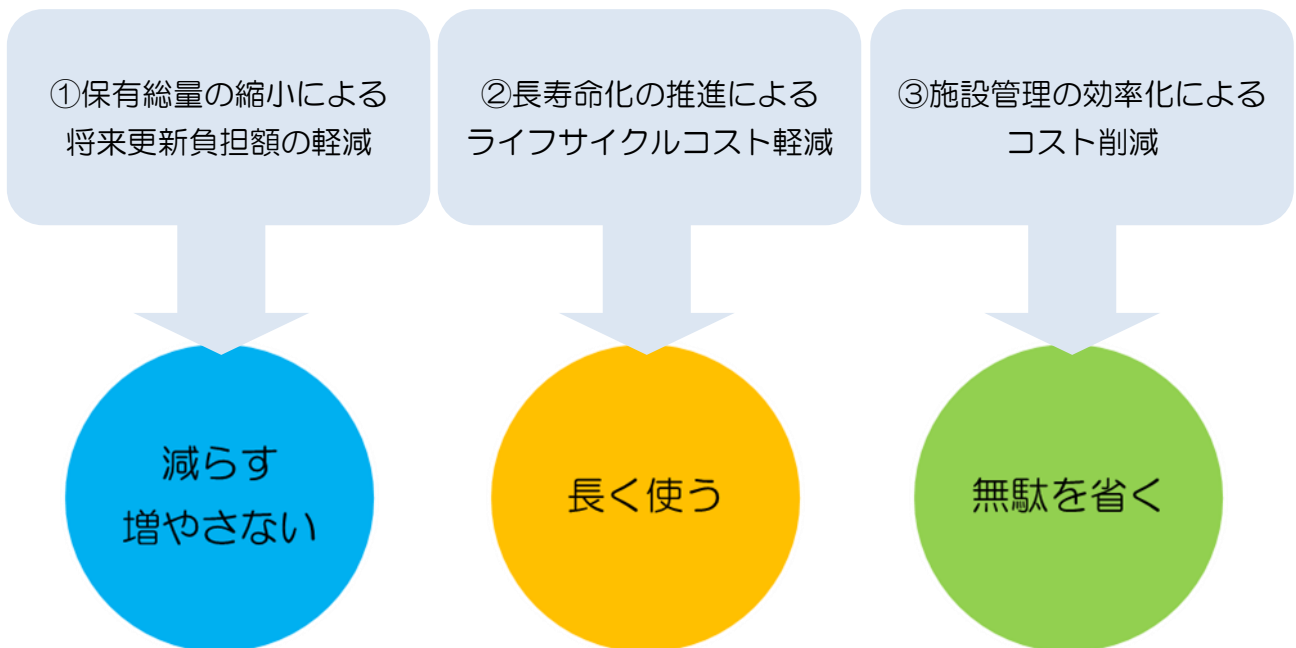 ①保有総量の縮小による
将来更新負担額の軽減
②長寿命化の推進による
ライフサイクルコスト軽減
③施設管理の効率化による
コスト削減
減らす
増やさない
長く使う
無駄を省く